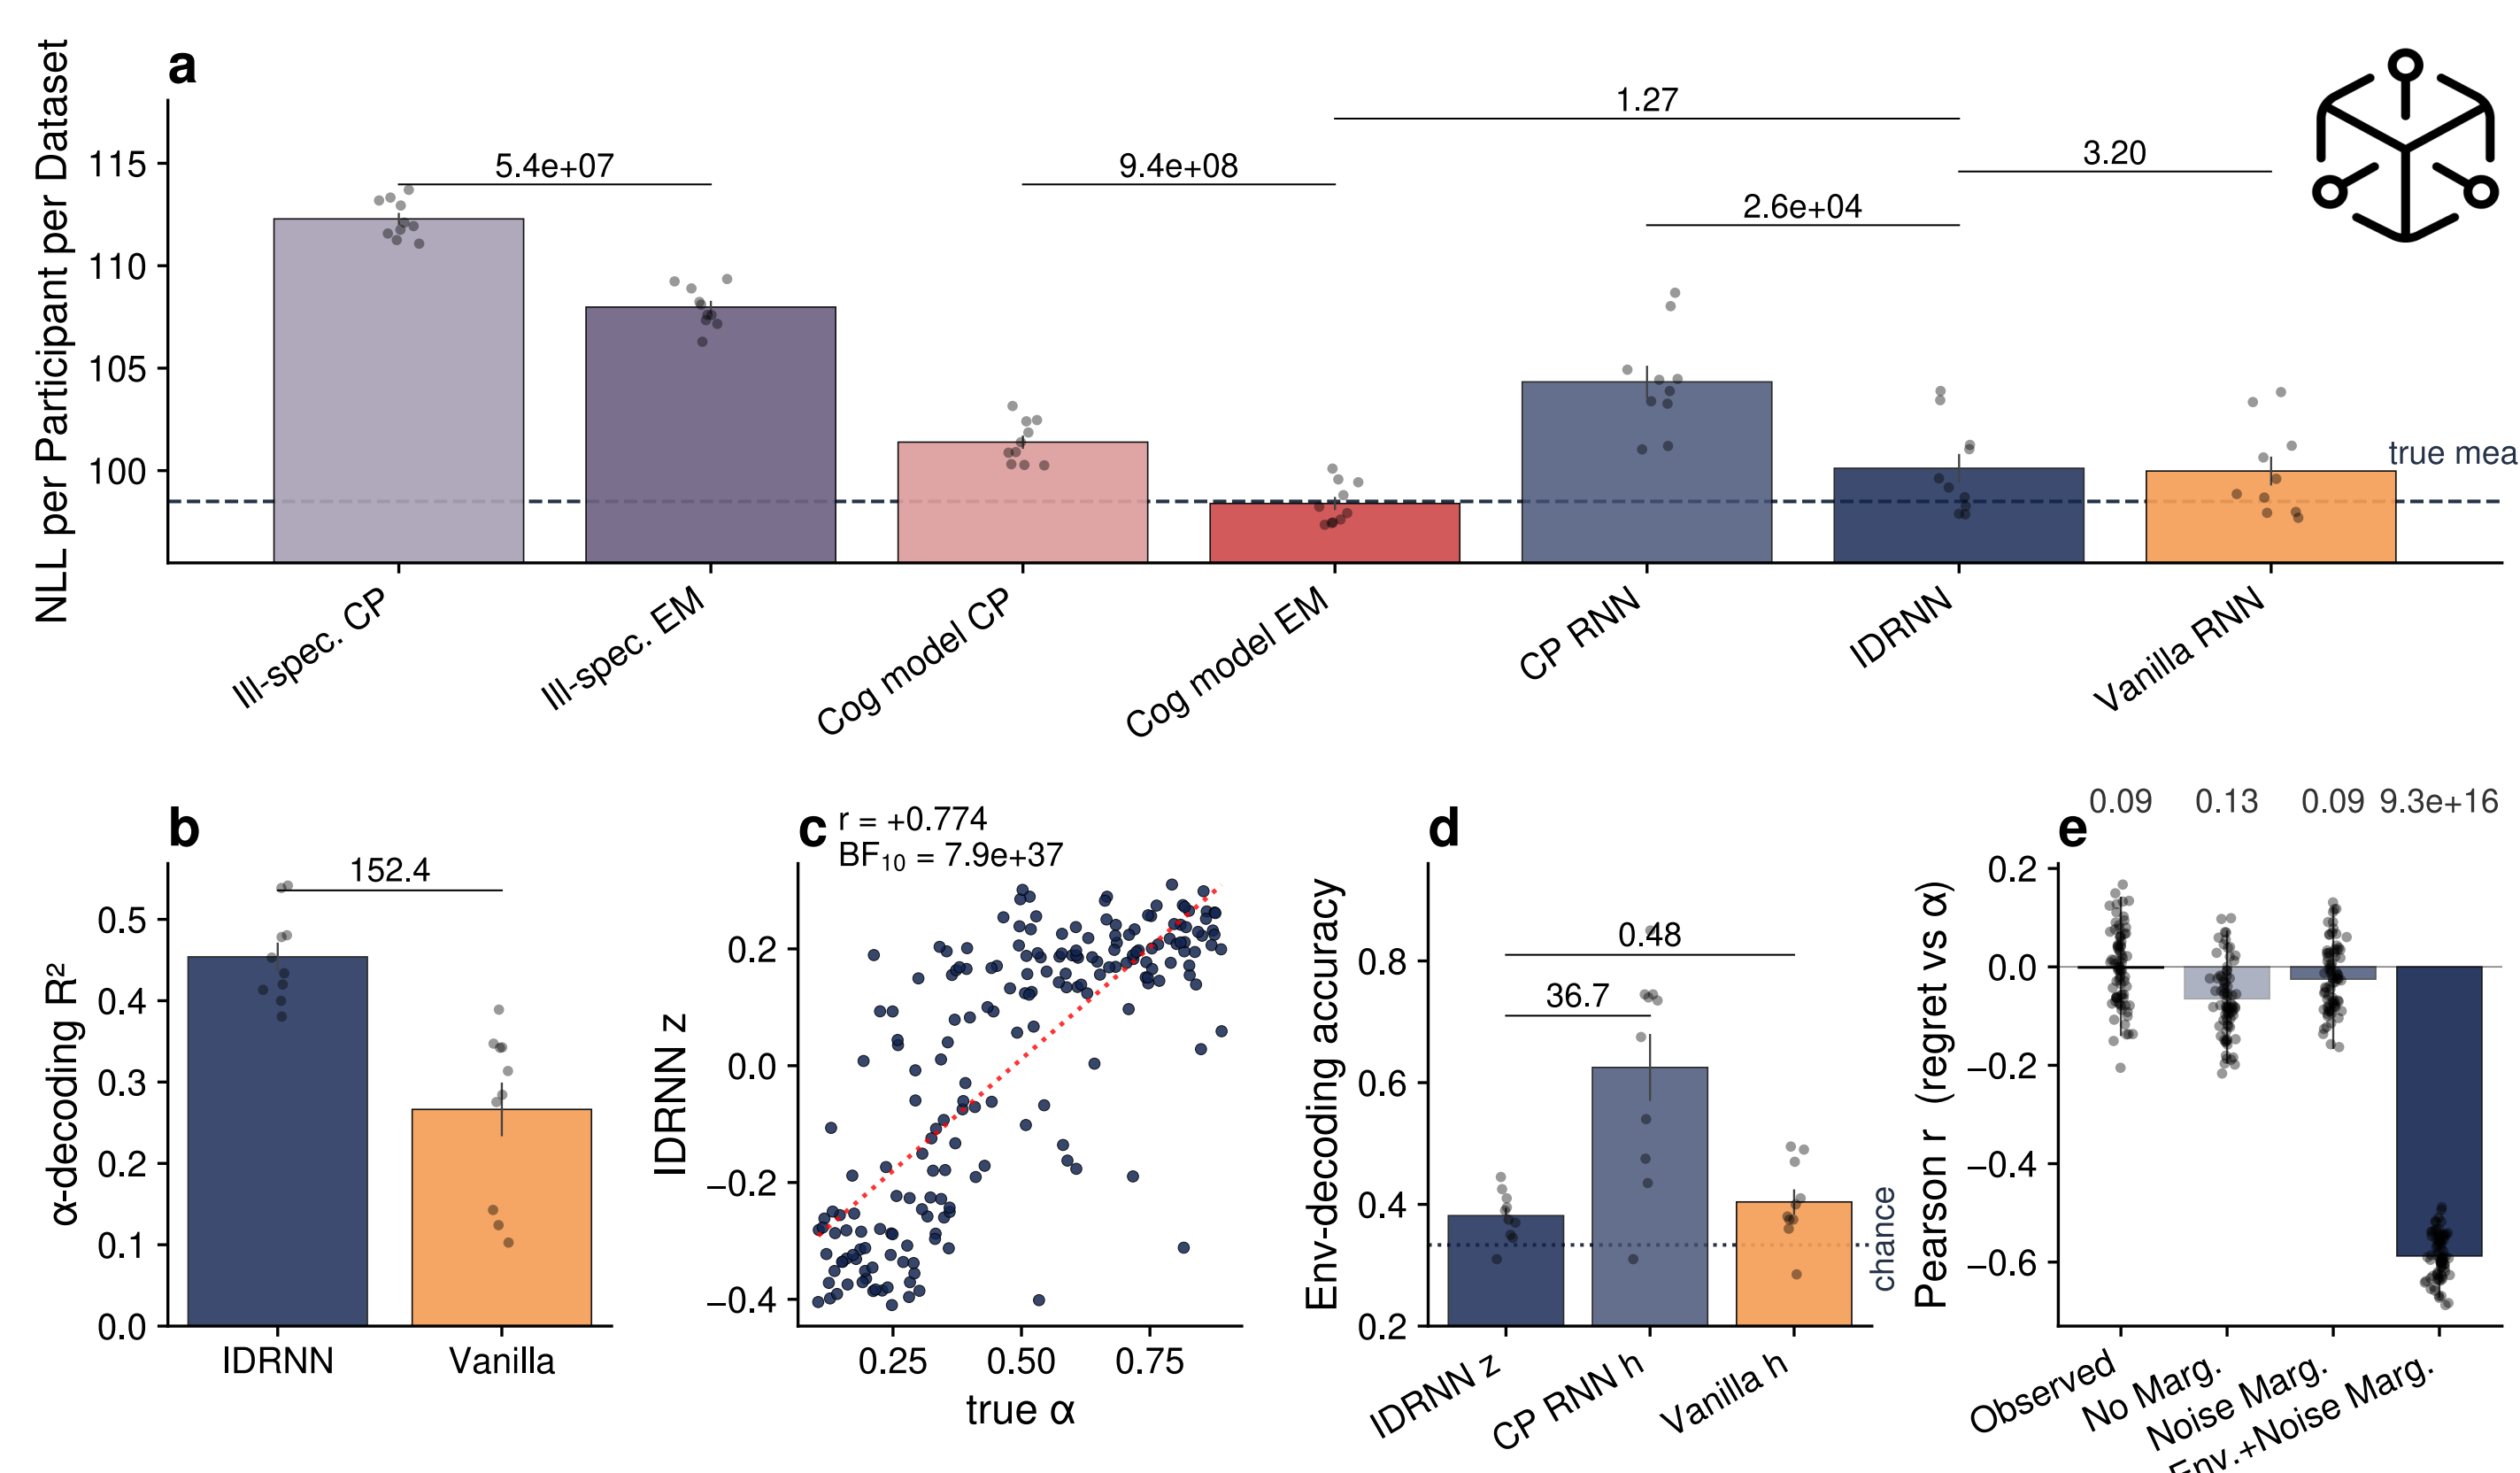 a
NLL per Participant per Dataset
115
110
105
100
5.4e+07
9.4e+08
1.27
2.6e+04
3.20
true mea
Ill-spec. CP
Ill-spec. EM
Cog model CP
Cog model EM
CP RNN
IDRNN
Vanilla RNN
b
α-decoding R²
0.5
0.4
0.3
0.2
0.1
0.0
152.4
IDRNN
Vanilla
c
r = +0.774
BF₁₀ = 7.9e+37
IDRNN z
0.2
0.0
−0.2
−0.4
0.25
0.50
0.75
true α
d
Env-decoding accuracy
0.8
0.6
0.4
0.2
0.48
36.7
chance
IDRNN z
CP RNN h
Vanilla h
e
0.09
0.13
0.09
9.3e+16
Pearson r (regret vs α)
0.2
0.0
−0.2
−0.4
−0.6
Observed
No Marg.
Noise Marg.
Env.+Noise Marg.